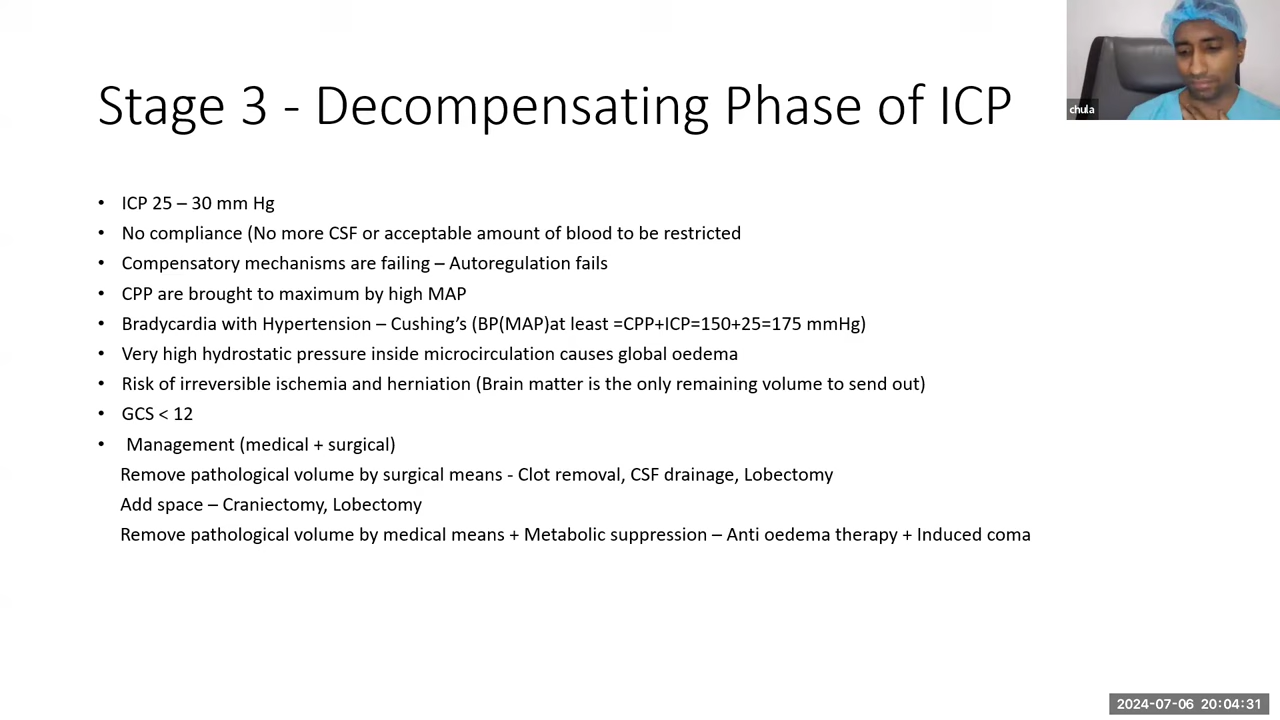 Stage 3 - Decompensating Phase of ICP
chula
• ICP 25 – 30 mm Hg
• No compliance (No more CSF or acceptable amount of blood to be restricted
• Compensatory mechanisms are failing – Autoregulation fails
• CPP are brought to maximum by high MAP
• Bradycardia with Hypertension – Cushing’s (BP(MAP)at least =CPP+ICP=150+25=175 mmHg)
• Very high hydrostatic pressure inside microcirculation causes global oedema
• Risk of irreversible ischemia and herniation (Brain matter is the only remaining volume to send out)
• GCS < 12
• Management (medical + surgical)
Remove pathological volume by surgical means - Clot removal, CSF drainage, Lobectomy
Add space – Craniectomy, Lobectomy
Remove pathological volume by medical means + Metabolic suppression – Anti oedema therapy + Induced coma
2024-07-06 20:04:31